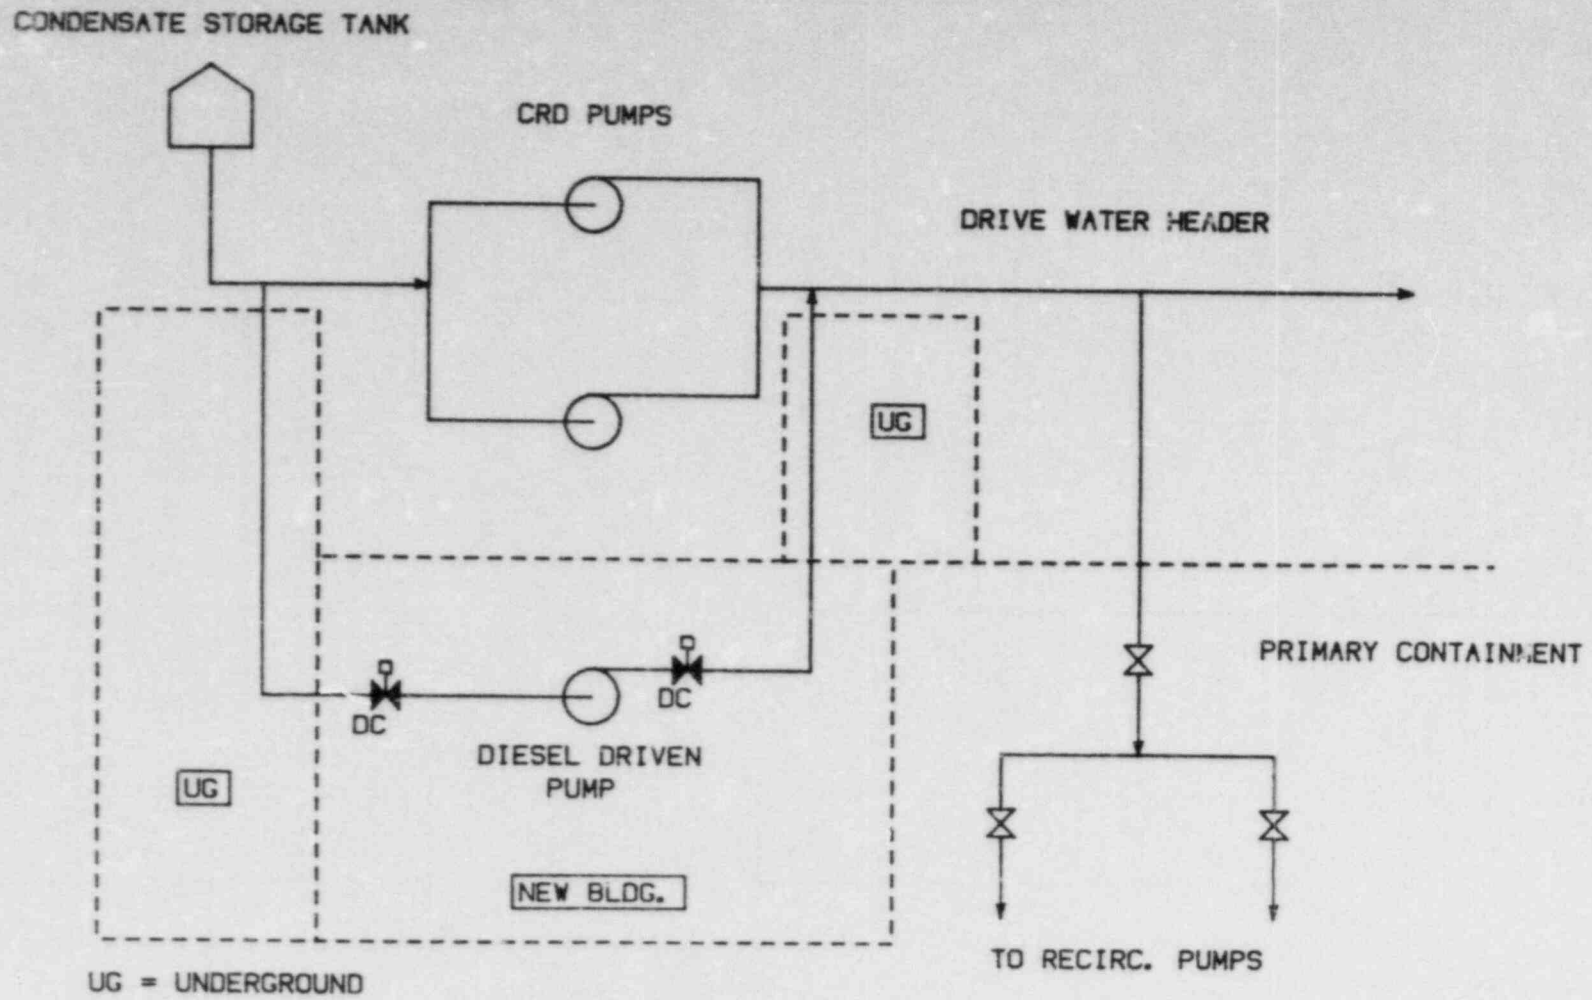 CONDENSATE STORAGE TANK
CRD PUMPS
DRIVE WATER HEADER
UG
PRIMARY CONTAINMENT
DC
DC
DIESEL DRIVEN
PUMP
UG
NEW BLDG.
TO RECIRC. PUMPS
UG = UNDERGROUND